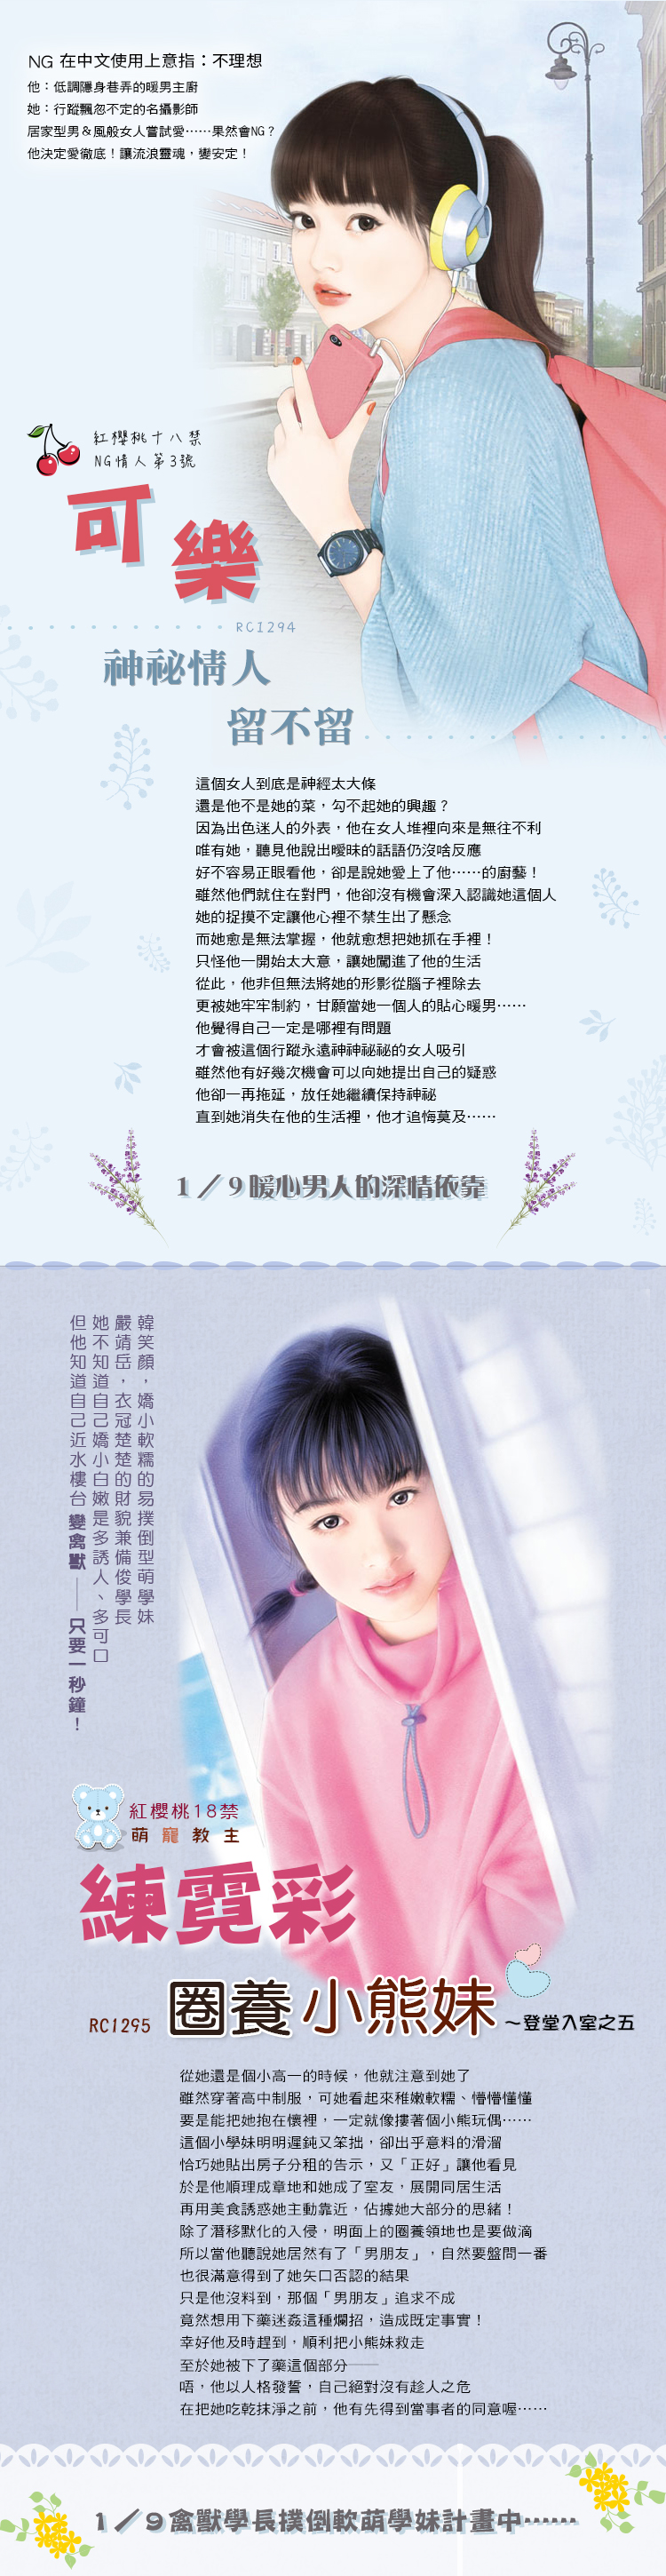 NG 在中文使用上意指：不理想
他：低調隱身巷弄的暖男主廚
她：行蹤飄忽不定的名攝影師
居家型男＆風般女人嘗試愛……果然會NG？
他決定愛徹底！讓流浪靈魂，變安定！
紅櫻桃十八禁
NG情人第3號
可樂
RC1294
神祕情人
留不留
這個女人到底是神經太大條
還是他不是她的菜，勾不起她的興趣？
因為出色迷人的外表，他在女人堆裡向來是無往不利
唯有她，聽見他說出曖昧的話語仍沒啥反應
好不容易正眼看他，卻是說她愛上了他……的廚藝！
雖然他們就住在對門，他卻沒有機會深入認識她這個人
她的捉摸不定讓他心裡不禁生出了懸念
而她愈是無法掌握，他就愈想把她抓在手裡！
只怪他一開始太大意，讓她闖進了他的生活
從此，他非但無法將她的形影從腦子裡除去
更被她牢牢制約，甘願當她一個人的貼心暖男……
他覺得自己一定是哪裡有問題
才會被這個行蹤永遠神神祕祕的女人吸引
雖然他有好幾次機會可以向她提出自己的疑惑
他卻一再拖延，放任她繼續保持神祕
直到她消失在他的生活裡，他才追悔莫及……
1／9暖心男人的深情依靠
韓笑顏，嬌小軟糯的易撲倒型萌學妹
嚴靖岳，衣冠楚楚的財貌兼備俊學長
她不知道自己嬌小白嫩是多誘人、多可口
但他知道自己近水樓台 變禽獸──只要一秒鐘！
紅櫻桃18禁
萌寵教主
練霓彩
RC1295
圈養小熊妹
～登堂入室之五
從她還是個小高一的時候，他就注意到她了
雖然穿著高中制服，可她看起來稚嫩軟糯、懵懵懂懂
要是能把她抱在懷裡，一定就像摟著個小熊玩偶……
這個小學妹明明遲鈍又笨拙，卻出乎意料的滑溜
恰巧她貼出房子分租的告示，又「正好」讓他看見
於是他順理成章地和她成了室友，展開同居生活
再用美食誘惑她主動靠近，佔據她大部分的思緒！
除了潛移默化的入侵，明面上的圈養領地也是要做滴
所以當他聽說她居然有了「男朋友」，自然要盤問一番
也很滿意得到了她矢口否認的結果
只是他沒料到，那個「男朋友」追求不成
竟然想用下藥迷姦這種爛招，造成既定事實！
幸好他及時趕到，順利把小熊妹救走
至於她被下了藥這個部分──
唔，他以人格發誓，自己絕對沒有趁人之危
在把她吃乾抹淨之前，他有先得到當事者的同意喔……
1／9禽獸學長撲倒軟萌學妹計畫中……